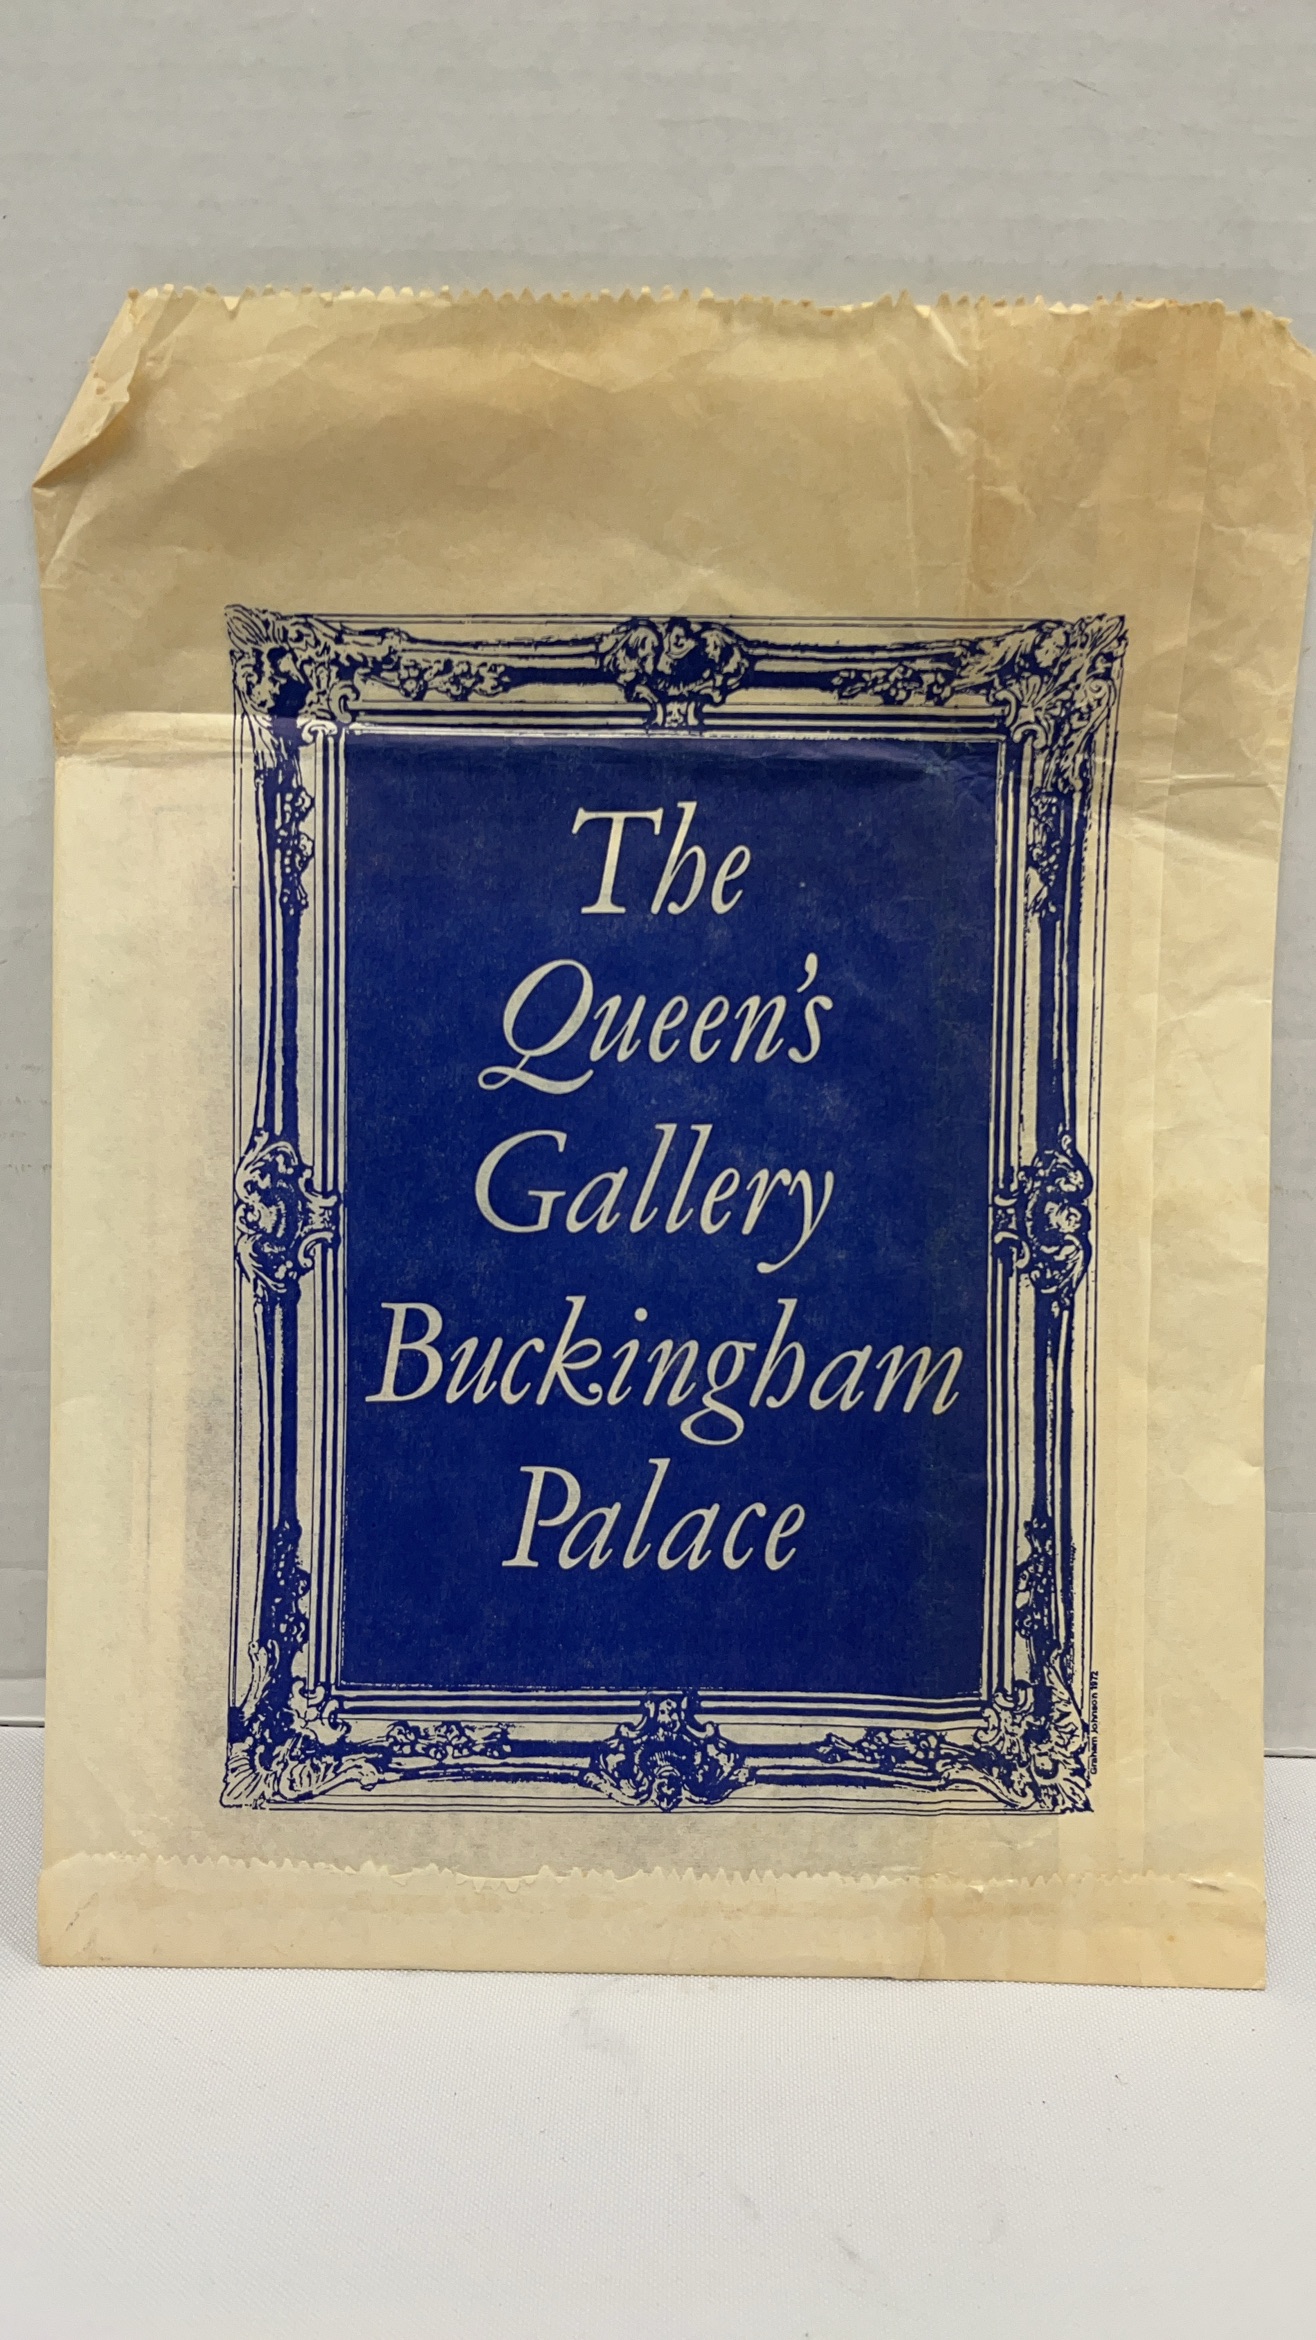 The
Queen's
Gallery
Buckingham
Palace
Graham Johnson 1972